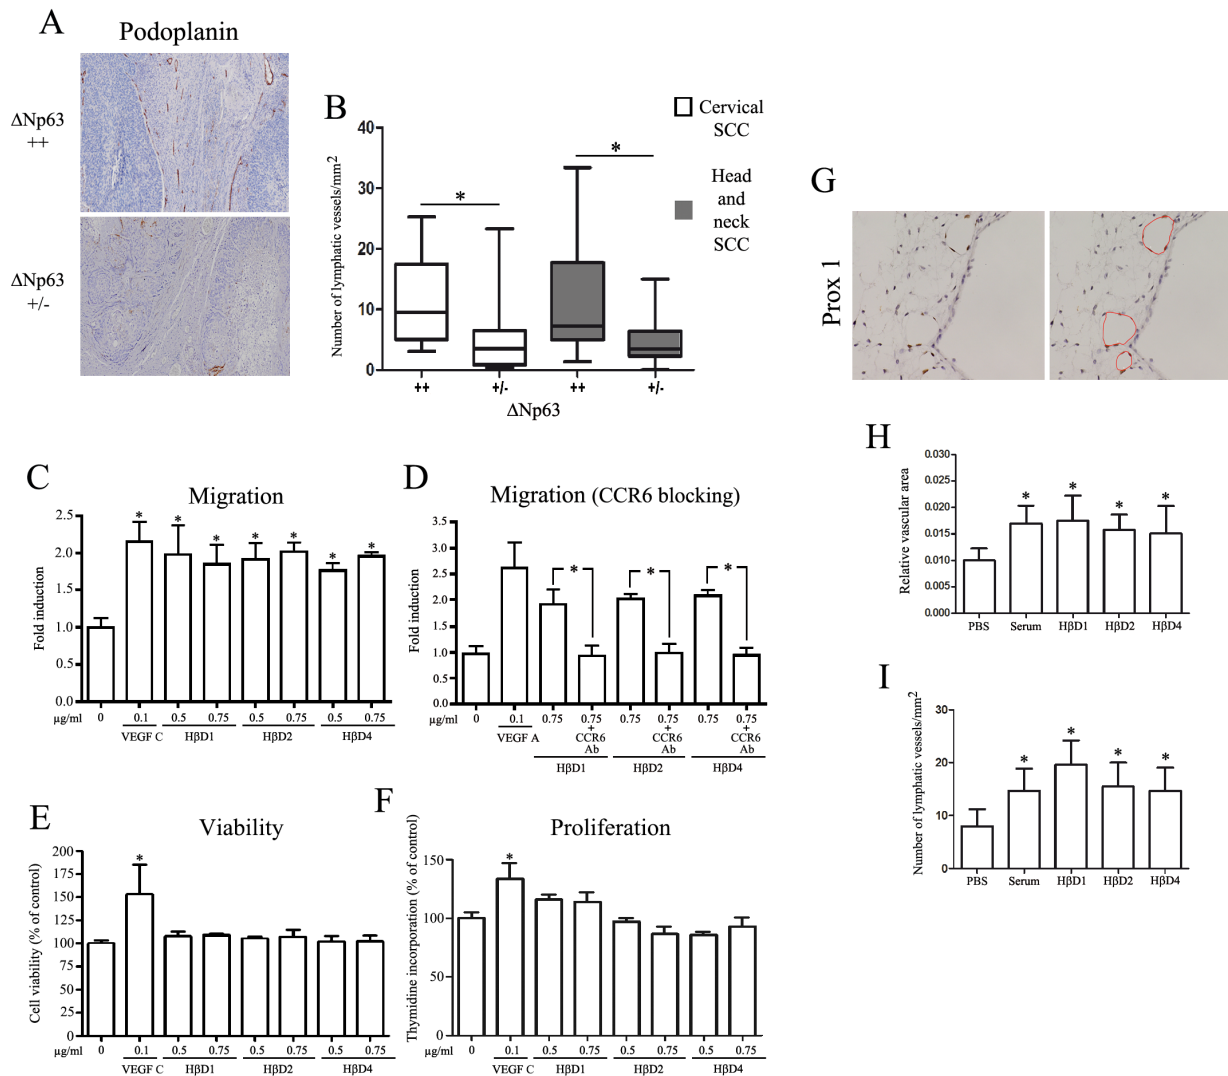 A
Podoplanin
ΔNp63
++
ΔNp63
+/-
B
Cervical
SCC
Head
and
neck
SCC
Number of lymphatic vessels/mm2
40
30
20
10
0
*
*
++
+/-
++
+/-
ΔNp63
G
Prox 1
C
Migration
Fold induction
2.5
2.0
1.5
1.0
0.5
0.0
* * * * * * *
µg/ml 0 0.1 0.5 0.75 0.5 0.75 0.5 0.75
VEGF C HβD1 HβD2 HβD4
D
Migration (CCR6 blocking)
Fold induction
3.5
3.0
2.5
2.0
1.5
1.0
0.5
0.0
* * *
µg/ml 0 0.1 0.75 0.75 0.75 0.75 0.75 0.75
+ + +
VEGF A CCR6 CCR6 CCR6
Ab Ab Ab
HβD1 HβD2 HβD4
H
Relative vascular area
0.030
0.025
0.020
0.015
0.010
0.005
0.000
* * * *
PBS Serum HβD1 HβD2 HβD4
I
Number of lymphatic vessels/mm2
30
20
10
0
* * * *
PBS Serum HβD1 HβD2 HβD4
E
Viability
Cell viability (% of control)
200
175
150
125
100
75
50
25
0
*
µg/ml 0 0.1 0.5 0.75 0.5 0.75 0.5 0.75
VEGF C HβD1 HβD2 HβD4
F
Proliferation
Thymidine incorporation (% of control)
150
100
50
0
*
µg/ml 0 0.1 0.5 0.75 0.5 0.75 0.5 0.75
VEGF C HβD1 HβD2 HβD4